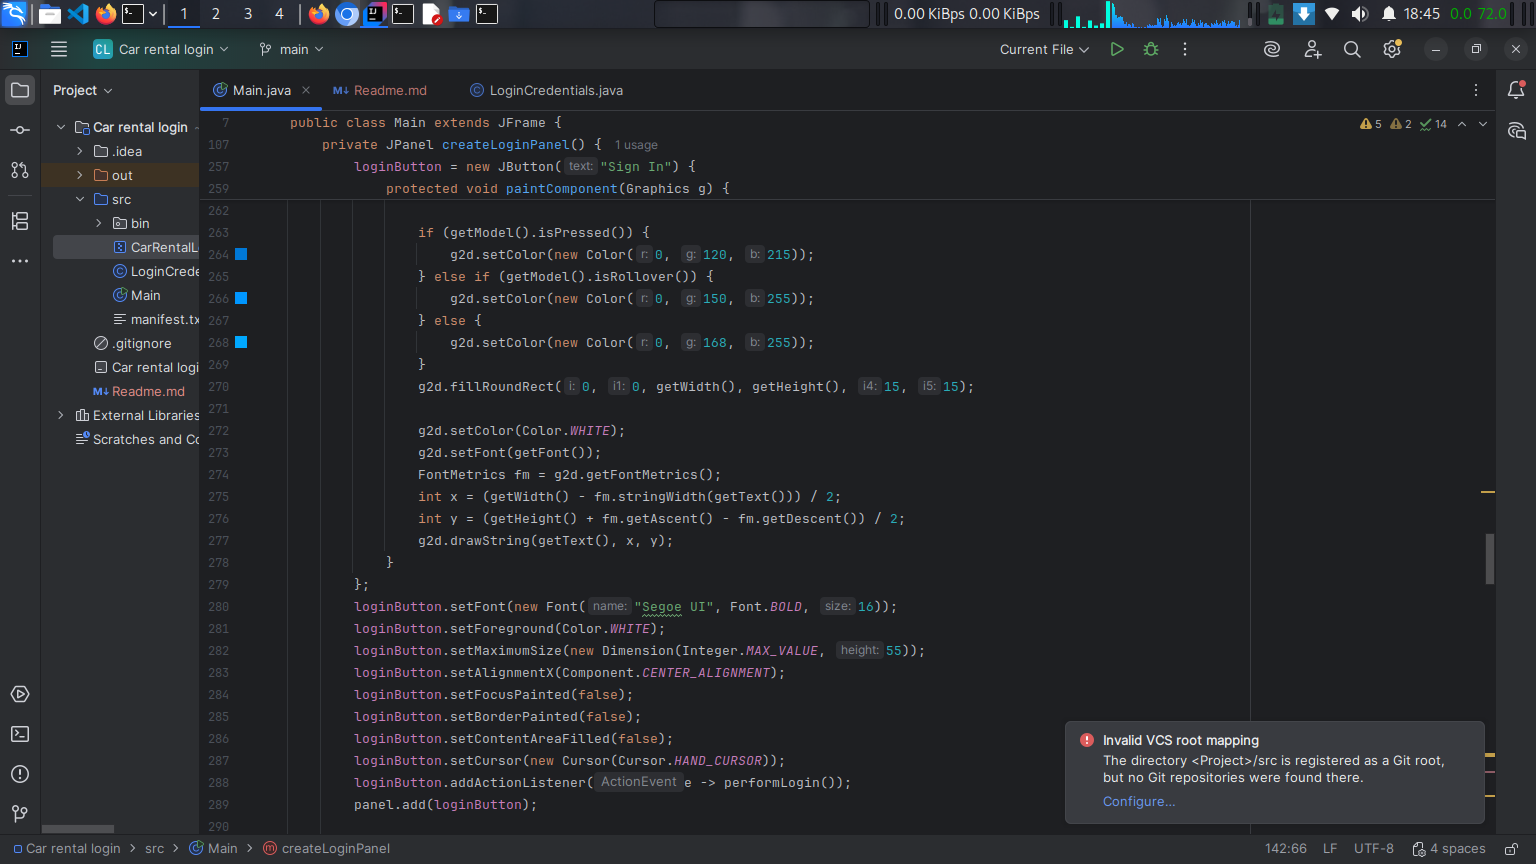 1 2 3 4 0.00 KiBps 0.00 KiBps 18:45 0.0 72.0
CL Car rental login main Current File
Project Main.java Readme.md LoginCredentials.java
Car rental login
.idea
out
src
bin
CarRentalLo
LoginCrede
Main
manifest.tx
.gitignore
Car rental logi
Readme.md
External Libraries
Scratches and Co
5 2 14
7 public class Main extends JFrame {
107 private JPanel createLoginPanel() { 1 usage
257 loginButton = new JButton( text: "Sign In") {
259 protected void paintComponent(Graphics g) {
262
263 if (getModel().isPressed()) {
264 g2d.setColor(new Color( r: 0, g: 120, b: 215));
265 } else if (getModel().isRollover()) {
266 g2d.setColor(new Color( r: 0, g: 150, b: 255));
267 } else {
268 g2d.setColor(new Color( r: 0, g: 168, b: 255));
269 }
270 g2d.fillRoundRect( i: 0, i1: 0, getWidth(), getHeight(), i4: 15, i5: 15);
271
272 g2d.setColor(Color.WHITE);
273 g2d.setFont(getFont());
274 FontMetrics fm = g2d.getFontMetrics();
275 int x = (getWidth() - fm.stringWidth(getText())) / 2;
276 int y = (getHeight() + fm.getAscent() - fm.getDescent()) / 2;
277 g2d.drawString(getText(), x, y);
278 }
279 };
280 loginButton.setFont(new Font( name: "Segoe UI", Font.BOLD, size: 16));
281 loginButton.setForeground(Color.WHITE);
282 loginButton.setMaximumSize(new Dimension(Integer.MAX_VALUE, height: 55));
283 loginButton.setAlignmentX(Component.CENTER_ALIGNMENT);
284 loginButton.setFocusPainted(false);
285 loginButton.setBorderPainted(false);
286 loginButton.setContentAreaFilled(false);
287 loginButton.setCursor(new Cursor(Cursor.HAND_CURSOR));
288 loginButton.addActionListener( ActionEvent e -> performLogin());
289 panel.add(loginButton);
290
Invalid VCS root mapping
The directory <Project>/src is registered as a Git root,
but no Git repositories were found there.
Configure...
Car rental login src Main createLoginPanel 142:66 LF UTF-8 4 spaces